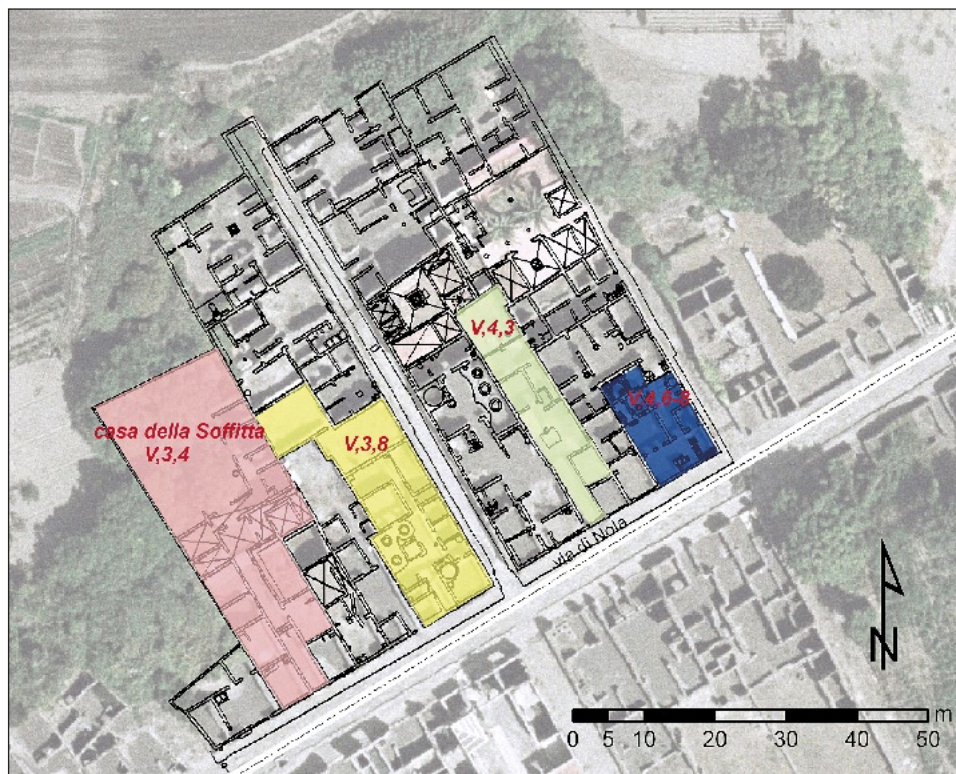 V,4,3
V,4,6-8
casa della Soffitta
V,3,4
V,3,8
via di Nola
N
m
0 5 10 20 30 40 50